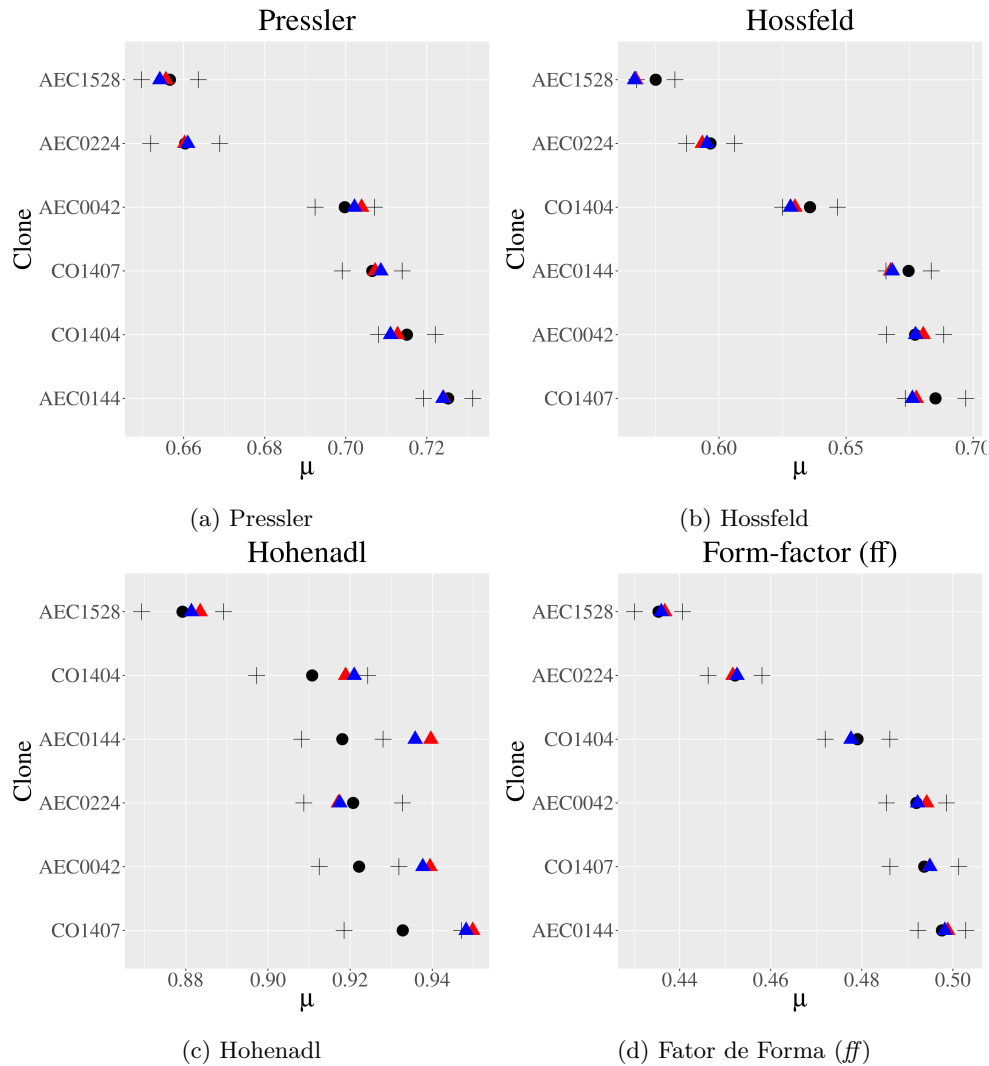 Pressler
Clone
AEC1528
AEC0224
AEC0042
CO1407
CO1404
AEC0144
0.66 0.68 0.70 0.72
μ
(a) Pressler
Hossfeld
Clone
AEC1528
AEC0224
CO1404
AEC0144
AEC0042
CO1407
0.60 0.65 0.70
μ
(b) Hossfeld
Hohenadl
Clone
AEC1528
CO1404
AEC0144
AEC0224
AEC0042
CO1407
0.88 0.90 0.92 0.94
μ
(c) Hohenadl
Form-factor (ff)
Clone
AEC1528
AEC0224
CO1404
AEC0042
CO1407
AEC0144
0.44 0.46 0.48 0.50
μ
(d) Fator de Forma (ff)